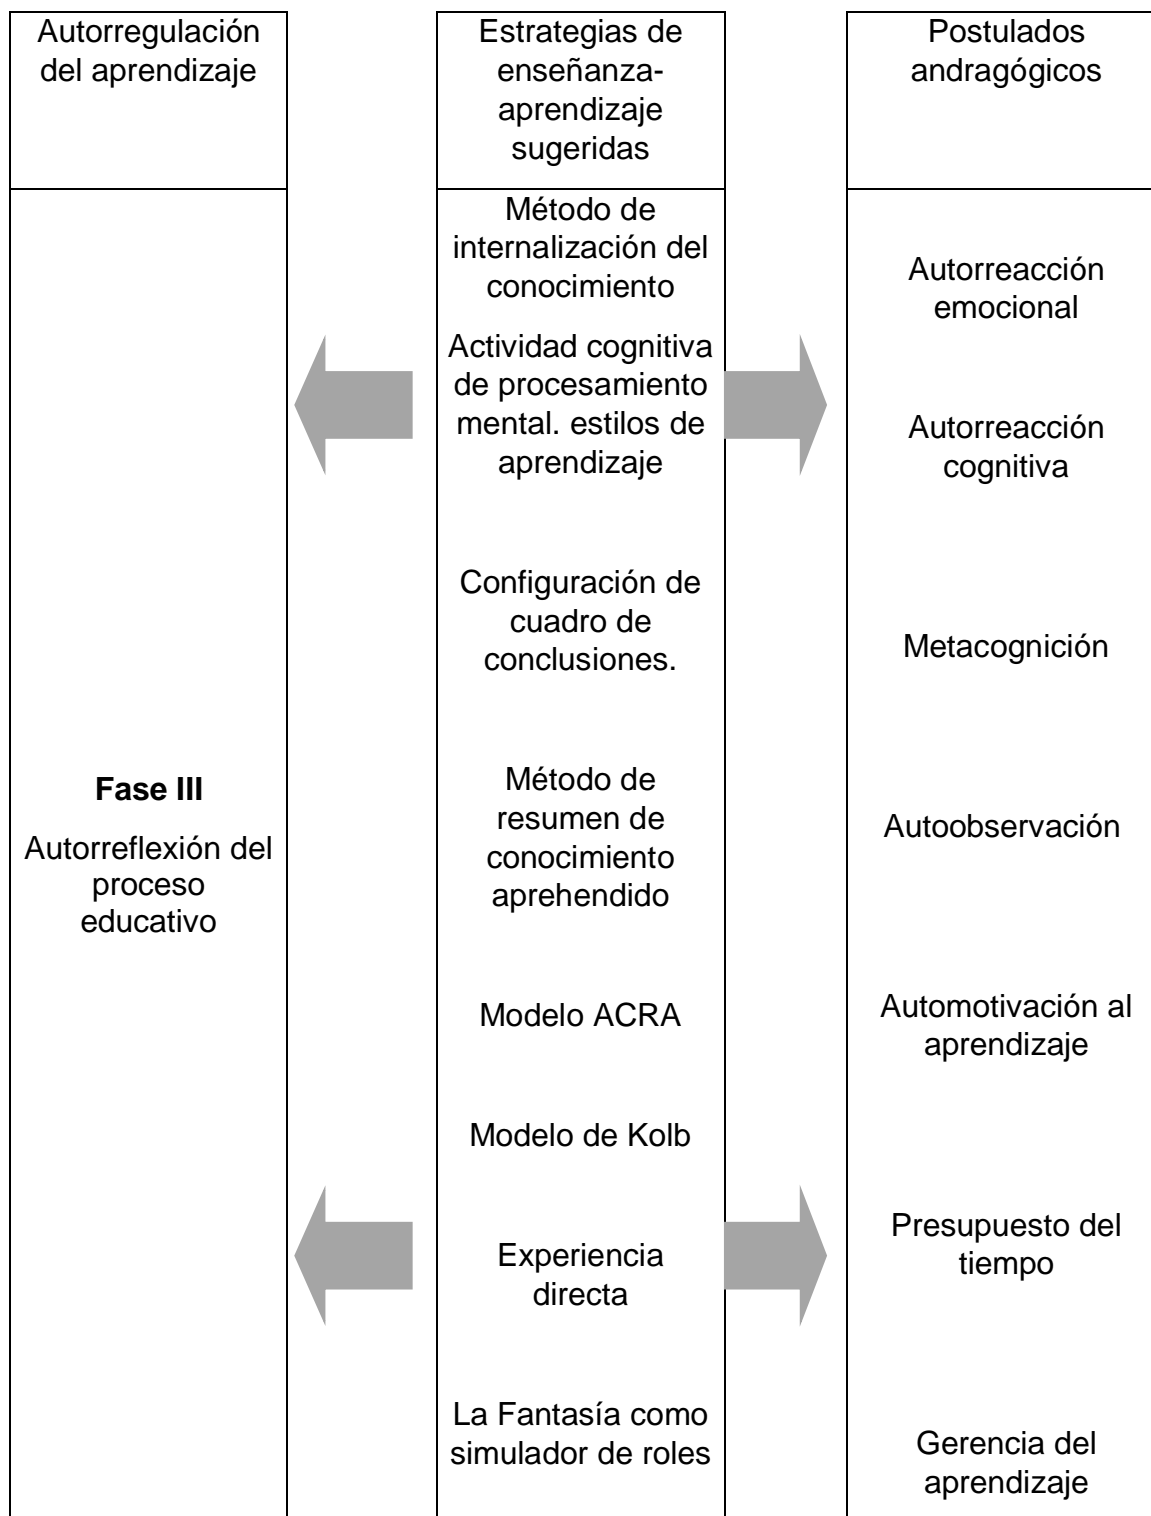 Autorregulación
del aprendizaje
Estrategias de
enseñanza-
aprendizaje
sugeridas
Postulados
andragógicos
Fase III
Autorreflexión del
proceso
educativo
Método de
internalización del
conocimiento
Actividad cognitiva
de procesamiento
mental. estilos de
aprendizaje
Configuración de
cuadro de
conclusiones.
Método de
resumen de
conocimiento
aprehendido
Modelo ACRA
Modelo de Kolb
Experiencia
directa
La Fantasía como
simulador de roles
Autorreacción
emocional
Autorreacción
cognitiva
Metacognición
Autoobservación
Automotivación al
aprendizaje
Presupuesto del
tiempo
Gerencia del
aprendizaje